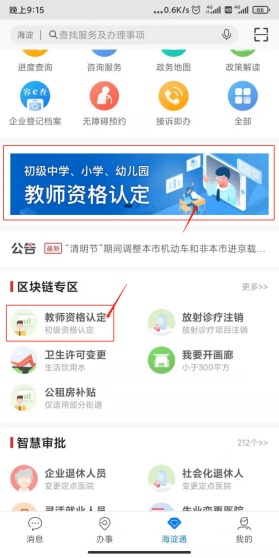 晚上9:15
...0.6K/s 4G 4G 66
海淀 查找服务及办理事项
进度查询 咨询服务 政务地图 政策解读
容e查
企业登记档案 无障碍预约 接诉即办 全部
初级中学、小学、幼儿园
教师资格认定
公告 最新 “清明节”期间调整本市机动车和非本市进京载...
区块链专区 更多>>
教师资格认定 放射诊疗注销
初级资格认定 放射诊疗项目注销
卫生许可变更 我要开画廊
生活饮用水 小于300平方
公租房补贴
仅适用部分街道
智慧审批 212个>>
企业退休人员 社会化退休人
变更定点医院 变更定点医院
灵活就业人员 失业人员
消息 办事 海淀通 我的